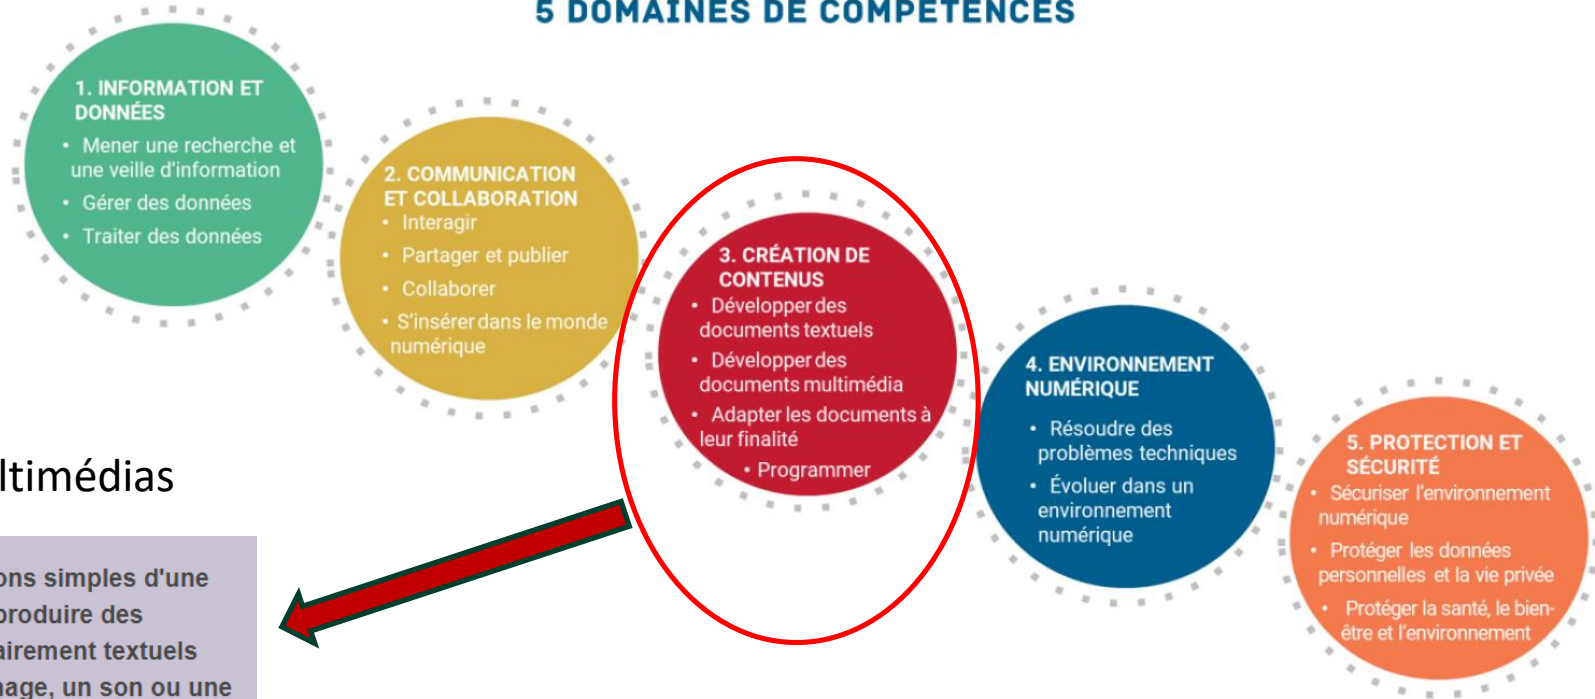 5 DOMAINES DE COMPÉTENCES
1. INFORMATION ET
DONNÉES
• Mener une recherche et
une veille d'information
• Gérer des données
• Traiter des données
2. COMMUNICATION
ET COLLABORATION
• Interagir
• Partager et publier
• Collaborer
• S'insérer dans le monde
numérique
3. CRÉATION DE
CONTENUS
• Développer des
documents textuels
• Développer des
documents multimédia
• Adapter les documents à
leur finalité
• Programmer
4. ENVIRONNEMENT
NUMÉRIQUE
• Résoudre des
problèmes techniques
• Évoluer dans un
environnement
numérique
5. PROTECTION ET
SÉCURITÉ
• Sécuriser l'environnement
numérique
• Protéger les données
personnelles et la vie privée
• Protéger la santé, le bien-
être et l'environnement
ltimédias
ons simples d'une
produire des
airement textuels
nage, un son ou une